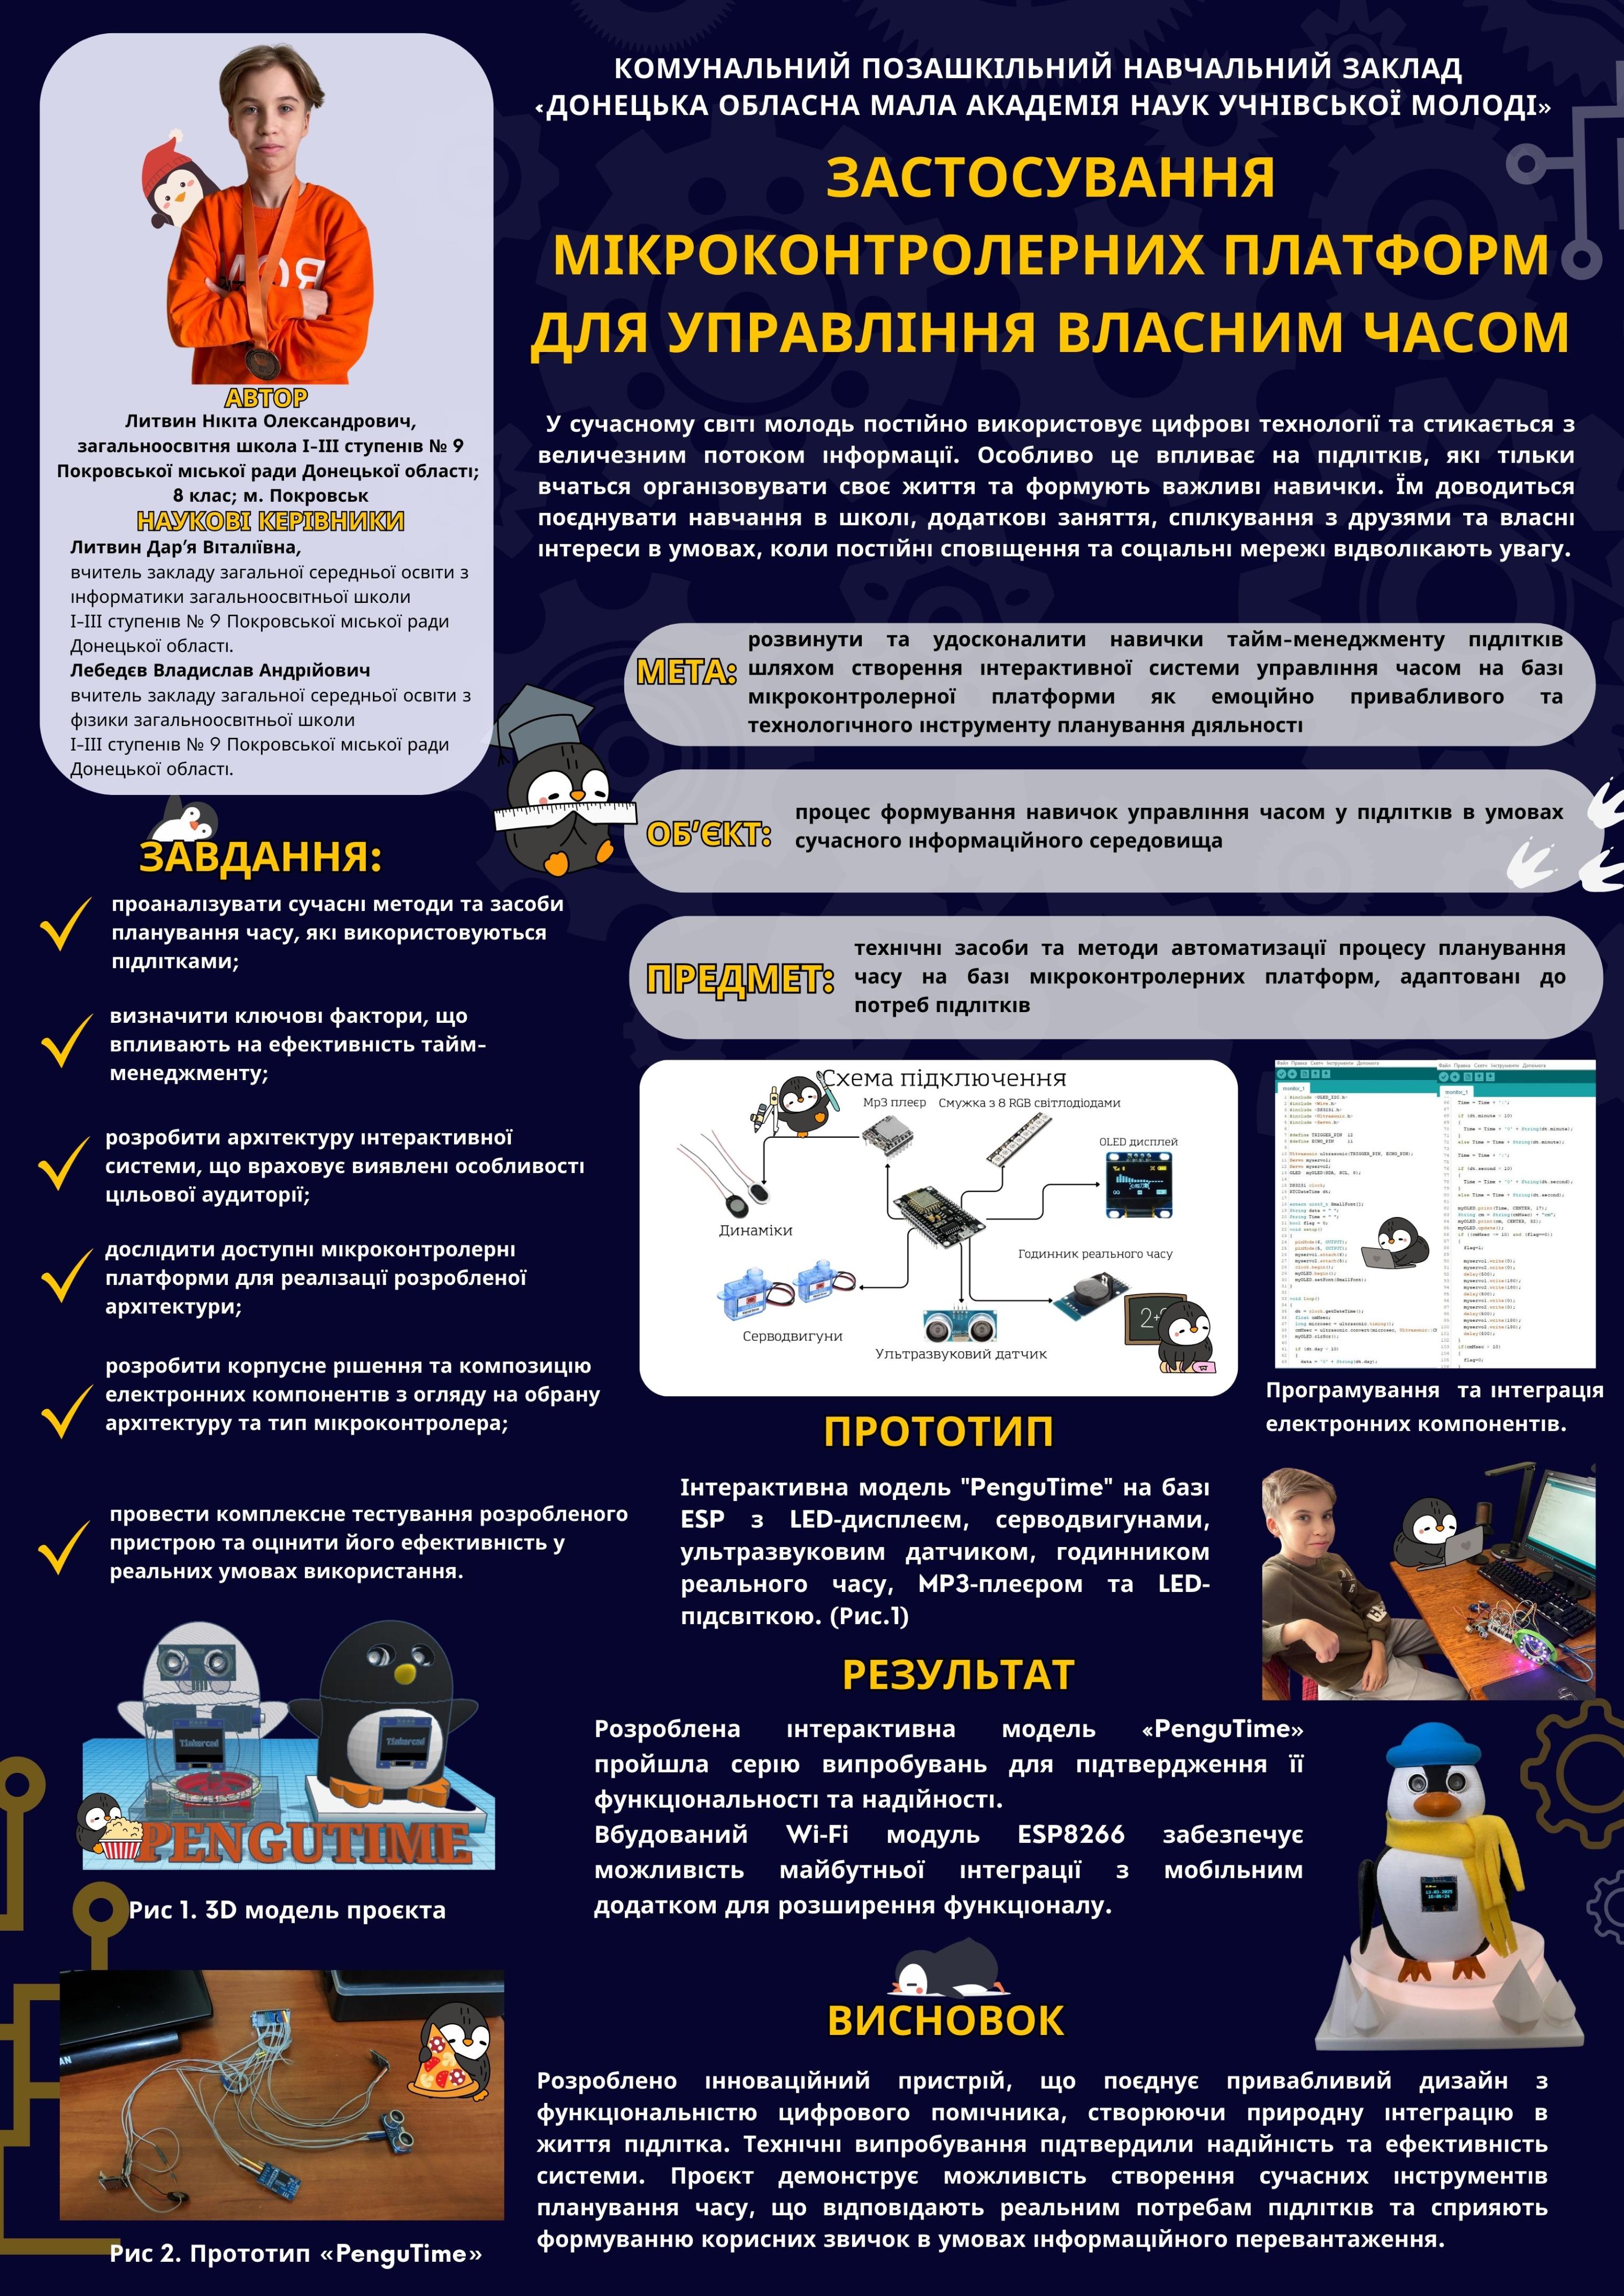 КОМУНАЛЬНИЙ ПОЗАШКІЛЬНИЙ НАВЧАЛЬНИЙ ЗАКЛАД
«ДОНЕЦЬКА ОБЛАСНА МАЛА АКАДЕМІЯ НАУК УЧНІВСЬКОЇ МОЛОДІ»
ЗАСТОСУВАННЯ
МІКРОКОНТРОЛЕРНИХ ПЛАТФОРМ
ДЛЯ УПРАВЛІННЯ ВЛАСНИМ ЧАСОМ
АВТОР
Литвин Нікіта Олександрович,
загальноосвітня школа І-ІІІ ступенів № 9
Покровської міської ради Донецької області;
8 клас; м. Покровськ
НАУКОВІ КЕРІВНИКИ
Литвин Дар’я Віталіївна,
вчитель закладу загальної середньої освіти з
інформатики загальноосвітньої школи
І-ІІІ ступенів № 9 Покровської міської ради
Донецької області.
Лебедєв Владислав Андрійович
вчитель закладу загальної середньої освіти з
фізики загальноосвітньої школи
І-ІІІ ступенів № 9 Покровської міської ради
Донецької області.
У сучасному світі молодь постійно використовує цифрові технології та стикається з
величезним потоком інформації. Особливо це впливає на підлітків, які тільки
вчаться організовувати своє життя та формують важливі навички. Їм доводиться
поєднувати навчання в школі, додаткові заняття, спілкування з друзями та власні
інтереси в умовах, коли постійні сповіщення та соціальні мережі відволікають увагу.
МЕТА:
розвинути та удосконалити навички тайм-менеджменту підлітків
шляхом створення інтерактивної системи управління часом на базі
мікроконтролерної платформи як емоційно привабливого та
технологічного інструменту планування діяльності
ОБ’ЄКТ:
процес формування навичок управління часом у підлітків в умовах
сучасного інформаційного середовища
ПРЕДМЕТ:
технічні засоби та методи автоматизації процесу планування
часу на базі мікроконтролерних платформ, адаптовані до
потреб підлітків
ЗАВДАННЯ:
проаналізувати сучасні методи та засоби
планування часу, які використовуються
підлітками;
визначити ключові фактори, що
впливають на ефективність тайм-
менеджменту;
розробити архітектуру інтерактивної
системи, що враховує виявлені особливості
цільової аудиторії;
дослідити доступні мікроконтролерні
платформи для реалізації розробленої
архітектури;
розробити корпусне рішення та композицію
електронних компонентів з огляду на обрану
архітектуру та тип мікроконтролера;
провести комплексне тестування розробленого
пристрою та оцінити його ефективність у
реальних умовах використання.
Схема підключення
Mp3 плеєр
Смужка з 8 RGB світлодіодами
OLED дисплей
Динаміки
Годинник реального часу
Серводвигуни
Ультразвуковий датчик
Програмування та інтеграція
електронних компонентів.
ПРОТОТИП
Інтерактивна модель "PenguTime" на базі
ESP з LED-дисплеєм, серводвигунами,
ультразвуковим датчиком, годинником
реального часу, MP3-плеєром та LED-
підсвіткою. (Рис.1)
РЕЗУЛЬТАТ
Розроблена інтерактивна модель «PenguTime»
пройшла серію випробувань для підтвердження її
функціональності та надійності.
Вбудований Wi-Fi модуль ESP8266 забезпечує
можливість майбутньої інтеграції з мобільним
додатком для розширення функціоналу.
Tinkercad
Tinkercad
PENGUTIME
Рис 1. 3D модель проєкта
Рис 2. Прототип «PenguTime»
ВИСНОВОК
Розроблено інноваційний пристрій, що поєднує привабливий дизайн з
функціональністю цифрового помічника, створюючи природну інтеграцію в
життя підлітка. Технічні випробування підтвердили надійність та ефективність
системи. Проєкт демонструє можливість створення сучасних інструментів
планування часу, що відповідають реальним потребам підлітків та сприяють
формуванню корисних звичок в умовах інформаційного перевантаження.